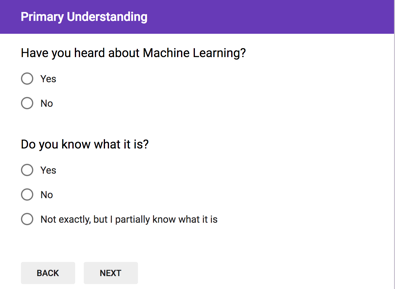 Primary Understanding
Have you heard about Machine Learning?
Yes
No
Do you know what it is?
Yes
No
Not exactly, but I partially know what it is
BACK NEXT